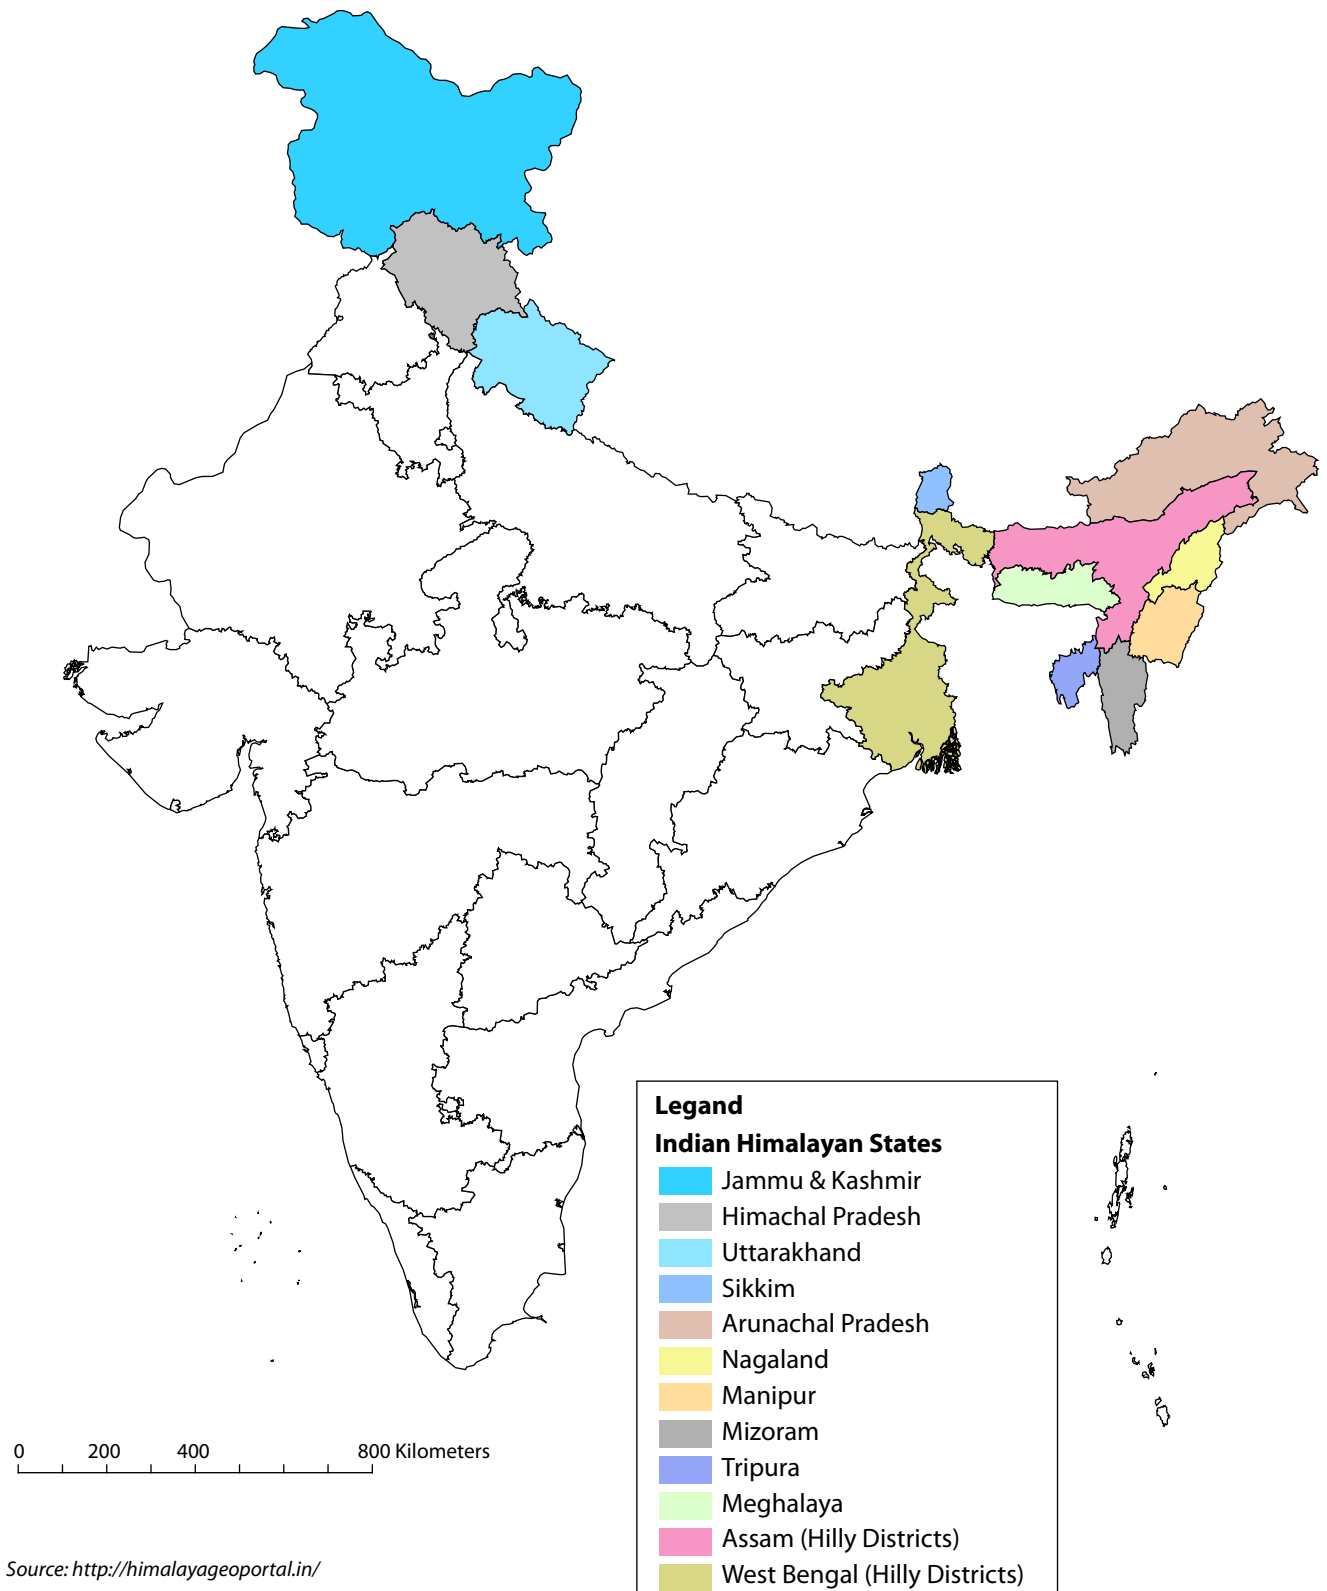 Legand
Indian Himalayan States
Jammu & Kashmir
Himachal Pradesh
Uttarakhand
Sikkim
Arunachal Pradesh
Nagaland
Manipur
Mizoram
Tripura
Meghalaya
Assam (Hilly Districts)
West Bengal (Hilly Districts)
0 200 400 800 Kilometers
Source: http://himalayageoportal.in/